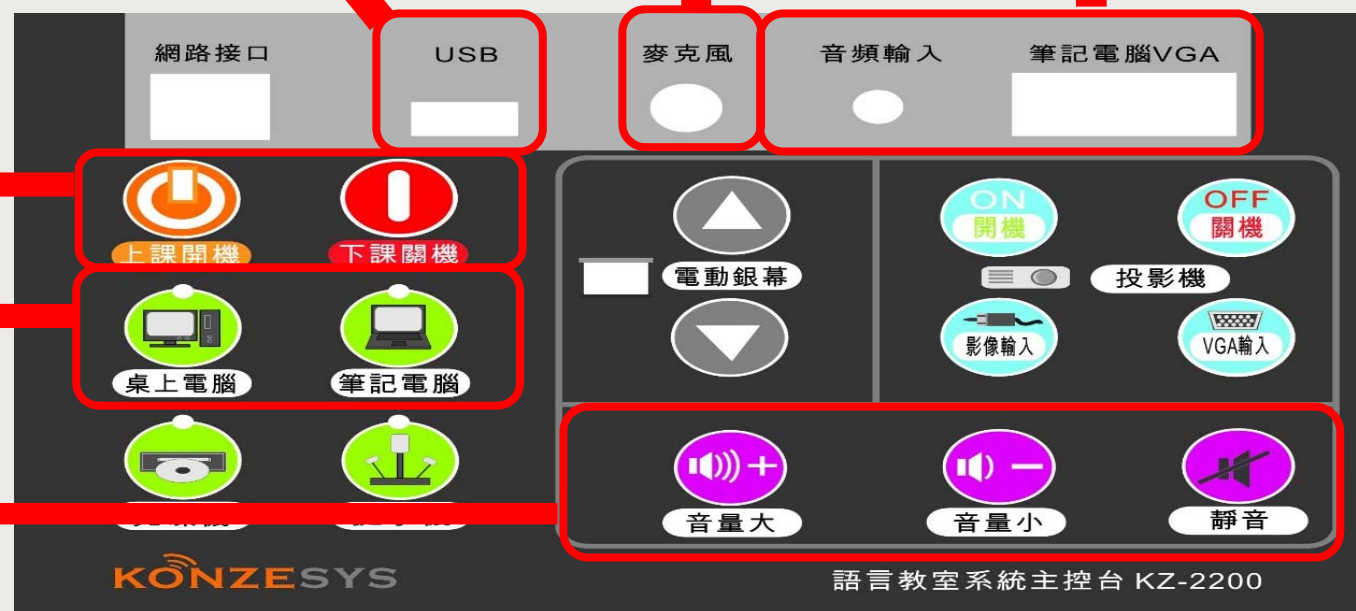 網路接口
USB
麥克風
音頻輸入
筆記電腦VGA
上課開機
下課關機
電動銀幕
ON
開機
OFF
關機
投影機
影像輸入
VGA輸入
桌上電腦
筆記電腦
音量大
音量小
靜音
KONZESYS
語言教室系統主控台 KZ-2200